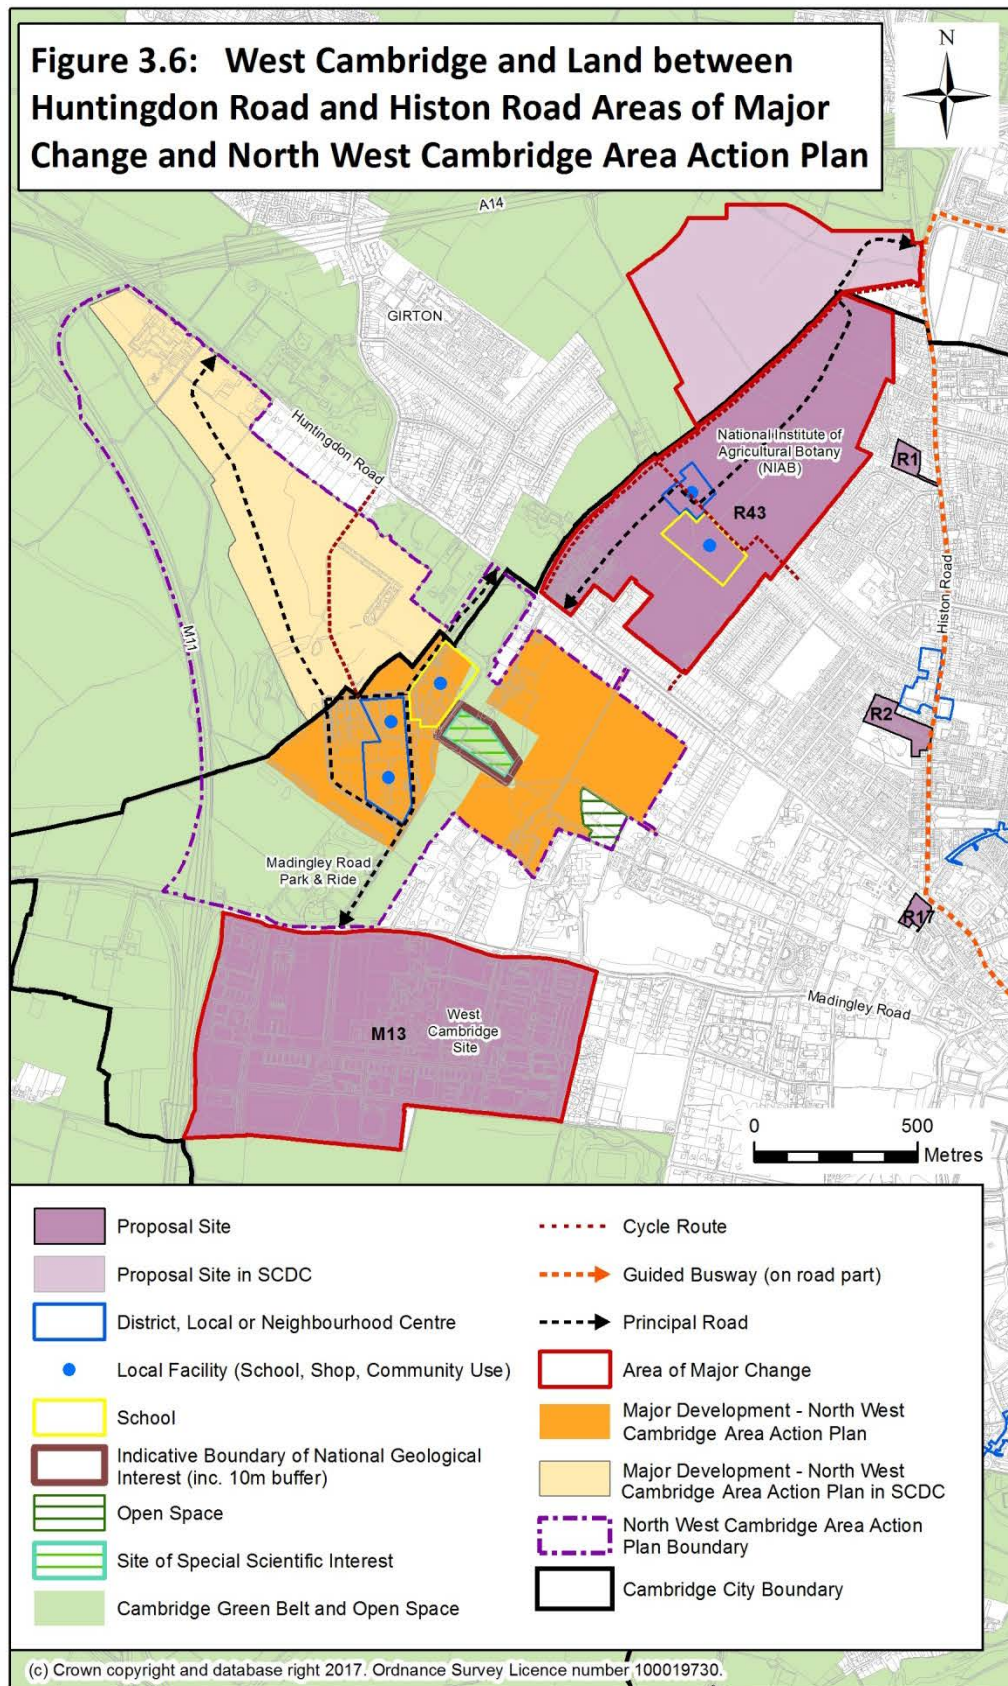 Figure 3.6: West Cambridge and Land between
Huntingdon Road and Histon Road Areas of Major
Change and North West Cambridge Area Action Plan
N
A14
GIRTON
Huntingdon Road
National Institute of
Agricultural Botany
(NIAB)
R1
R43
Histon Road
M11
R2
Madingley Road
Park & Ride
R17
Madingley Road
M13
West
Cambridge
Site
0 500
Metres
Proposal Site
Proposal Site in SCDC
District, Local or Neighbourhood Centre
Local Facility (School, Shop, Community Use)
School
Indicative Boundary of National Geological
Interest (inc. 10m buffer)
Open Space
Site of Special Scientific Interest
Cambridge Green Belt and Open Space
Cycle Route
Guided Busway (on road part)
Principal Road
Area of Major Change
Major Development - North West
Cambridge Area Action Plan
Major Development - North West
Cambridge Area Action Plan in SCDC
North West Cambridge Area Action
Plan Boundary
Cambridge City Boundary
(c) Crown copyright and database right 2017. Ordnance Survey Licence number 100019730.